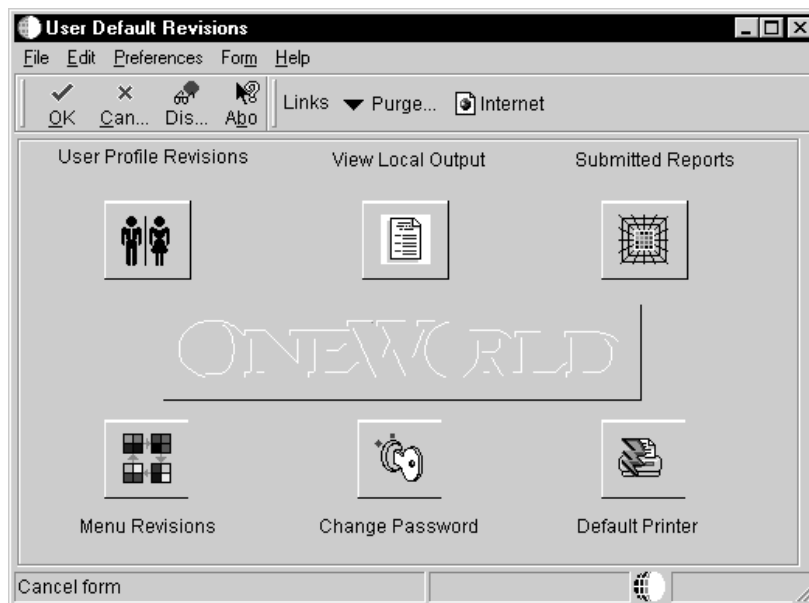 User Default Revisions
File Edit Preferences Form Help
OK Can... Dis... Abo Links Purge... Internet
User Profile Revisions View Local Output Submitted Reports
ONEWORLD
Menu Revisions Change Password Default Printer
Cancel form